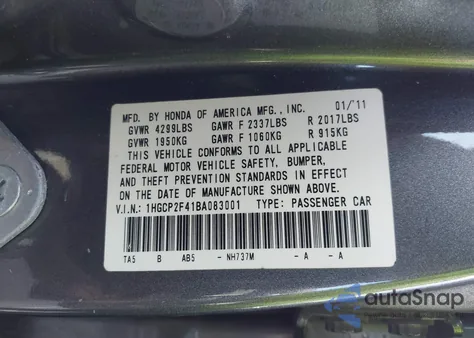 MFD. BY HONDA OF AMERICA MFG., INC. 01/11
GVWR 4299LBS GAWR F 2337LBS R 2017LBS
GVWR 1950KG GAWR F 1060KG R 915KG
THIS VEHICLE CONFORMS TO ALL APPLICABLE
FEDERAL MOTOR VEHICLE SAFETY, BUMPER,
AND THEFT PREVENTION STANDARDS IN EFFECT
ON THE DATE OF MANUFACTURE SHOWN ABOVE.
V.I.N.: 1HGCP2F41BA083001 TYPE: PASSENGER CAR
TA5 B AB5 - NH737M - A - A
autoSnap